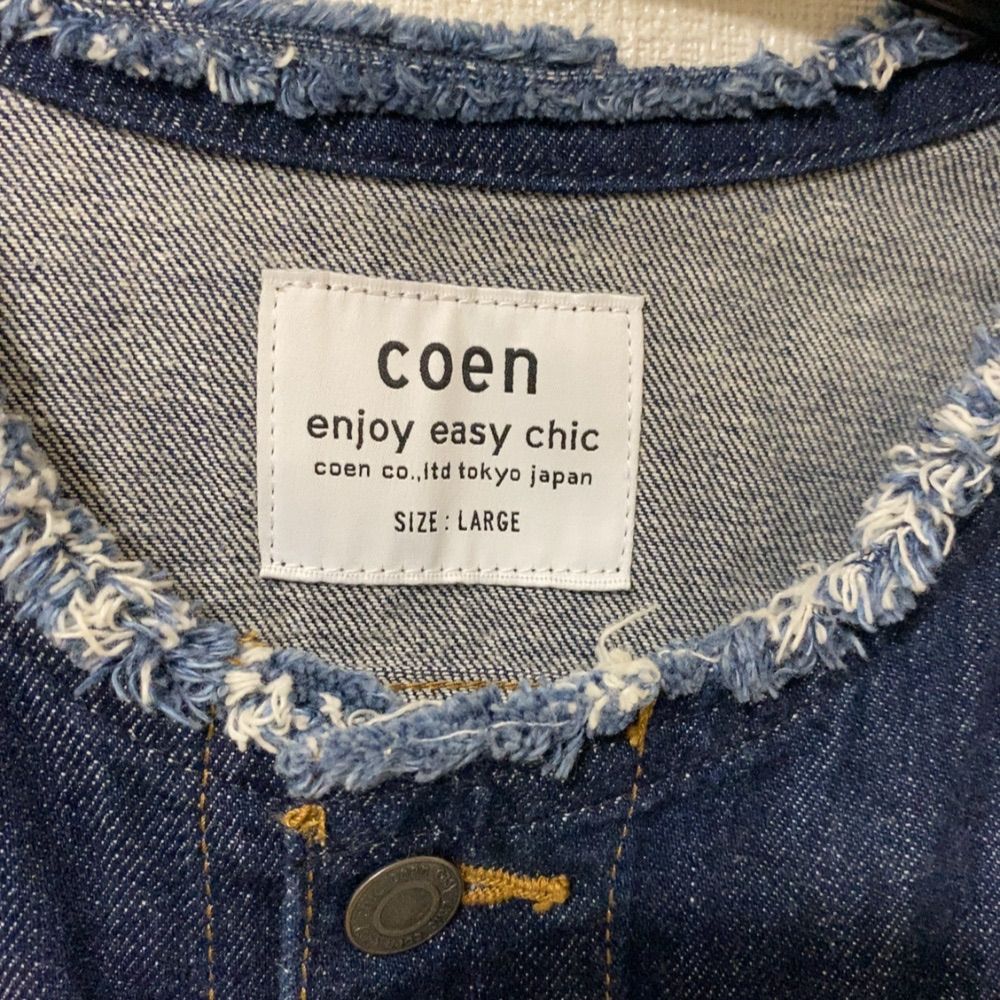 coen
enjoy easy chic
coen co.,ltd tokyo japan
SIZE : LARGE